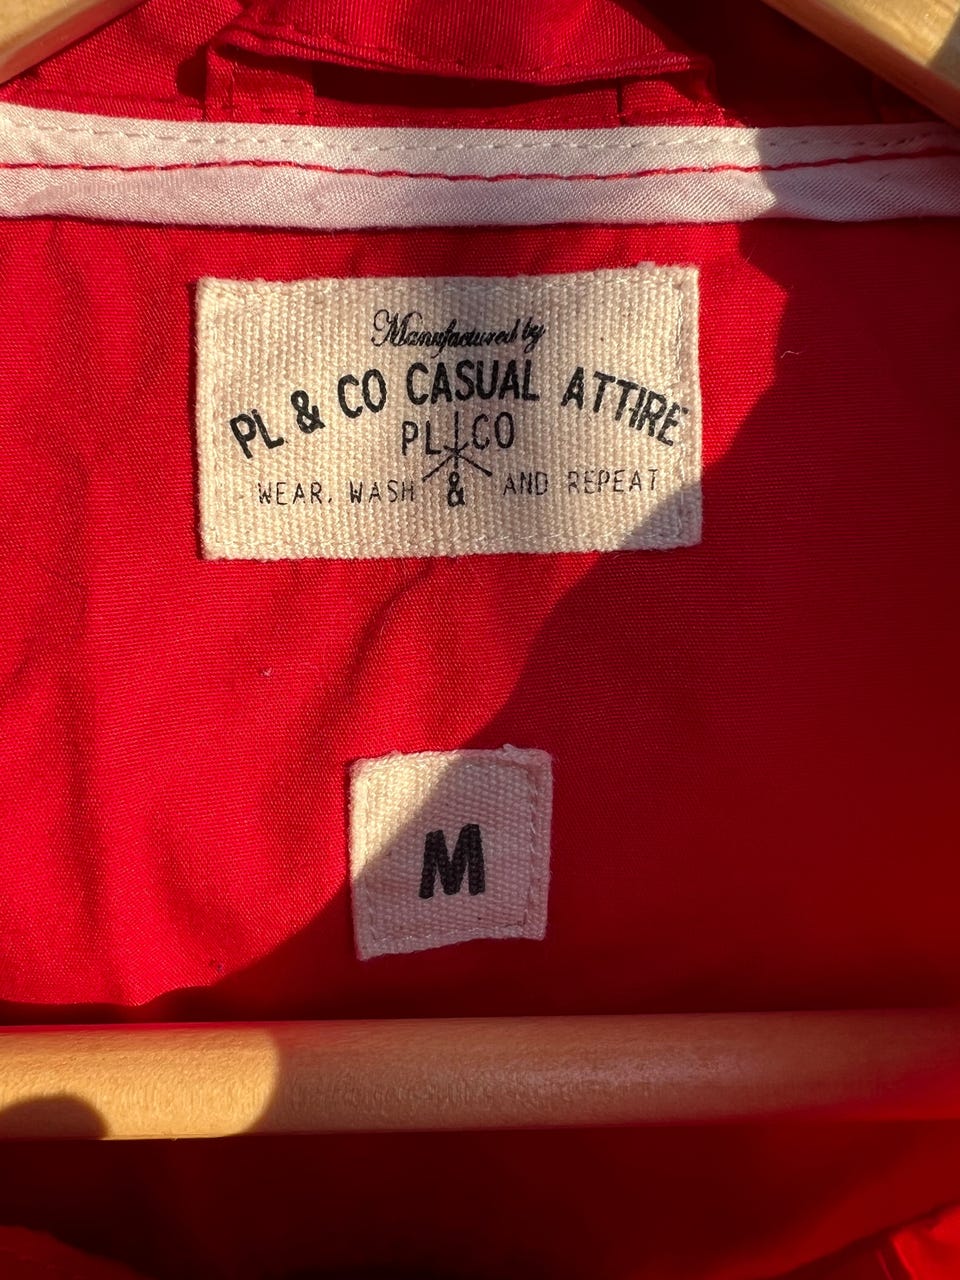 Manufactured by
PL & CO CASUAL ATTIRE
PL CO
WEAR. WASH & AND REPEAT
M